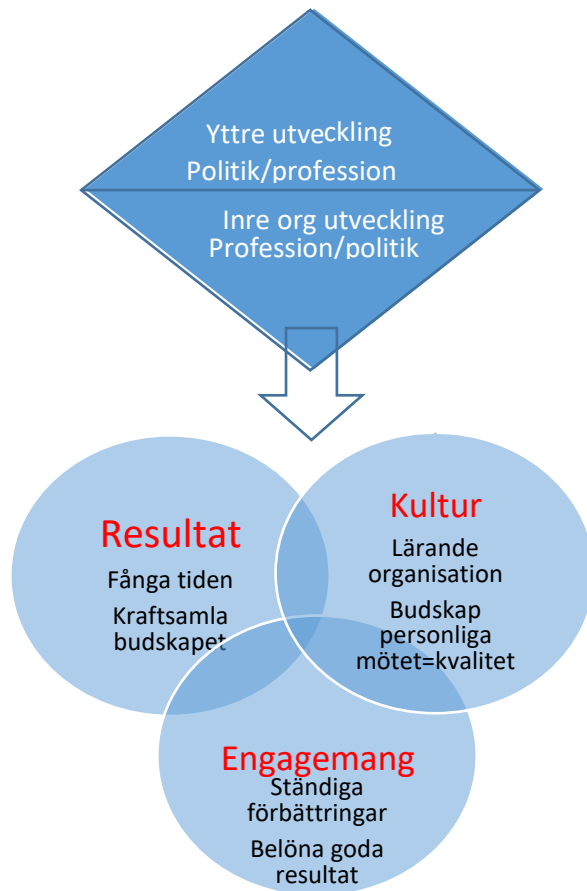 Yttre utveckling
Politik/profession
Inre org utveckling
Profession/politik
Resultat
Fånga tiden
Kraftsamla
budskapet
Kultur
Lärande
organisation
Budskap
personliga
mötet=kvalitet
Engagemang
Ständiga
förbättringar
Belöna goda
resultat